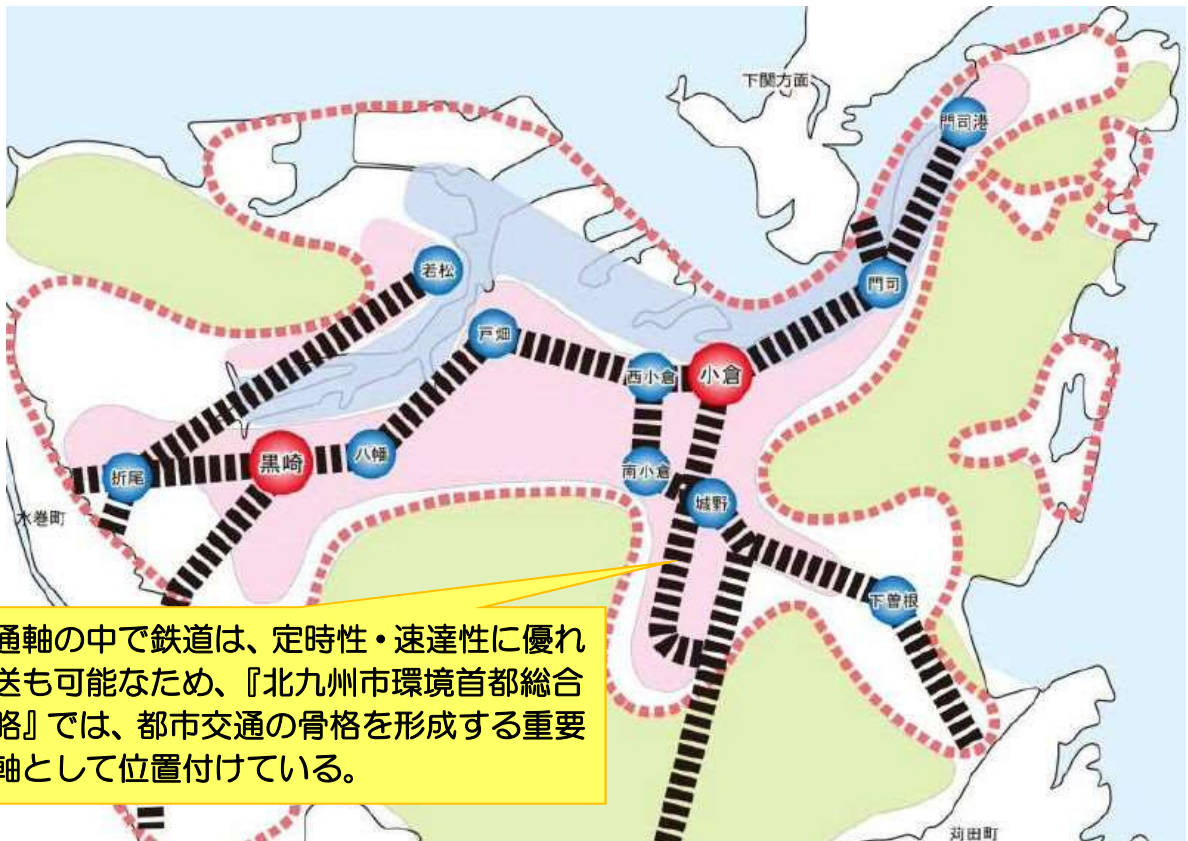 下関方面
門司港
若松
門司
戸畑
西小倉
小倉
折尾
黒崎
八幡
南小倉
城野
水巻町
下曽根
通軸の中で鉄道は、定時性・速達性に優れ
送も可能なため、『北九州市環境首都総合
略』では、都市交通の骨格を形成する重要
軸として位置付けている。
苅田町